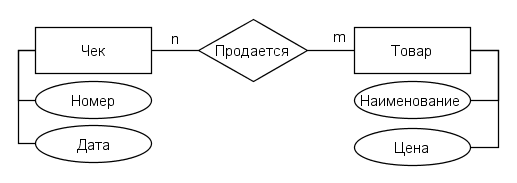 Чек
n
Продается
m
Товар
Номер
Наименование
Дата
Цена